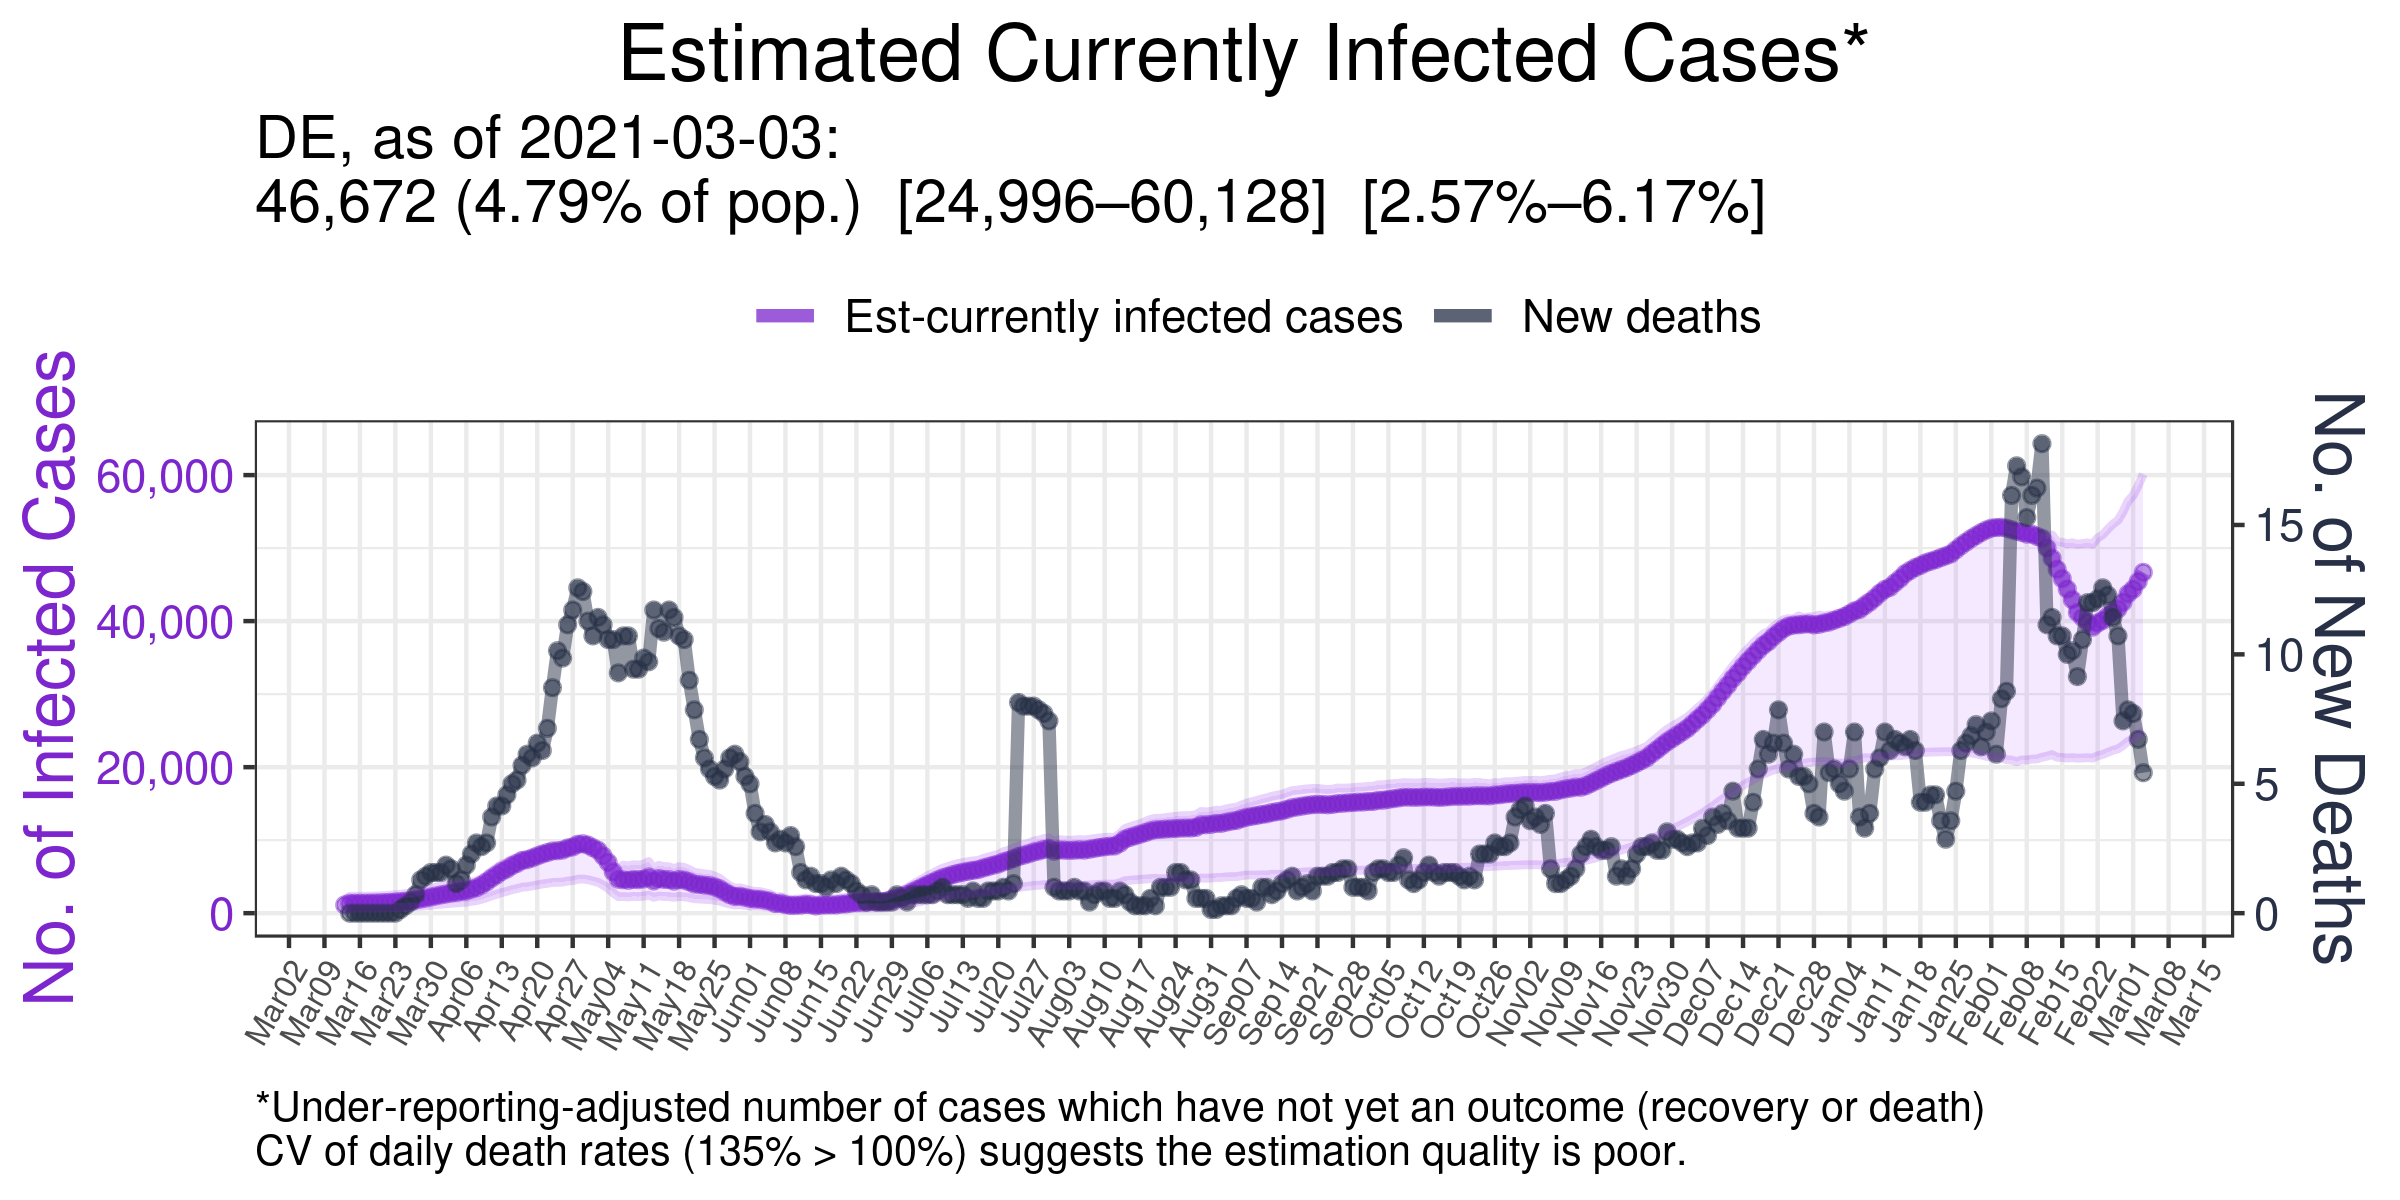 Estimated Currently Infected Cases*
DE, as of 2021-03-03:
46,672 (4.79% of pop.) [24,996–60,128] [2.57%–6.17%]
Est-currently infected cases New deaths
No. of Infected Cases
60,000
40,000
20,000
0
No. of New Deaths
15
10
5
0
Mar02 Mar09 Mar16 Mar23 Mar30 Apr06 Apr13 Apr20 Apr27 May04 May11 May18 May25 Jun01 Jun08 Jun15 Jun22 Jun29 Jul06 Jul13 Jul20 Jul27 Aug03 Aug10 Aug17 Aug24 Aug31 Sep07 Sep14 Sep21 Sep28 Oct05 Oct12 Oct19 Oct26 Nov02 Nov09 Nov16 Nov23 Nov30 Dec07 Dec14 Dec21 Dec28 Jan04 Jan11 Jan18 Jan25 Feb01 Feb08 Feb15 Feb22 Mar01 Mar08 Mar15
*Under-reporting-adjusted number of cases which have not yet an outcome (recovery or death)
CV of daily death rates (135% > 100%) suggests the estimation quality is poor.